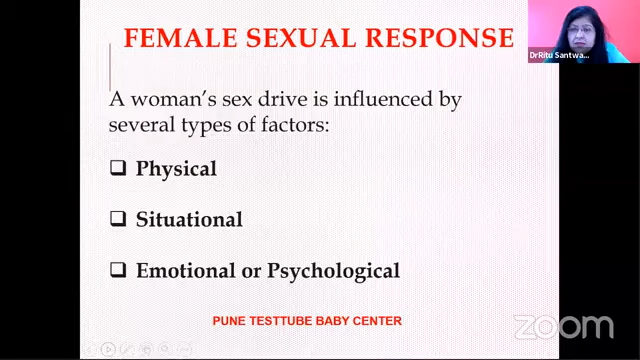 FEMALE SEXUAL RESPONSE
DrRitu Santwa...
A woman's sex drive is influenced by
several types of factors:
Physical
Situational
Emotional or Psychological
PUNE TESTTUBE BABY CENTER
zoom